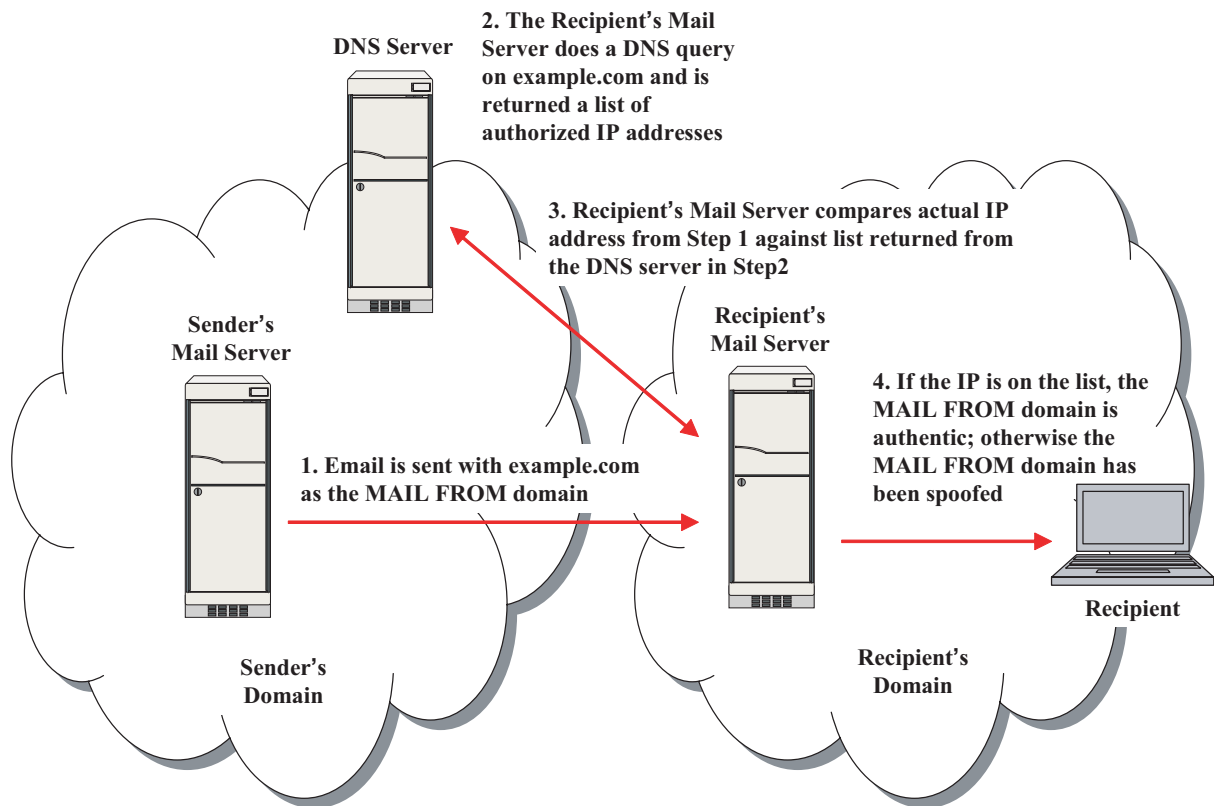 DNS Server
2. The Recipient’s Mail
Server does a DNS query
on example.com and is
returned a list of
authorized IP addresses
3. Recipient’s Mail Server compares actual IP
address from Step 1 against list returned from
the DNS server in Step2
Sender’s
Mail Server
Recipient’s
Mail Server
4. If the IP is on the list, the
MAIL FROM domain is
authentic; otherwise the
MAIL FROM domain has
been spoofed
1. Email is sent with example.com
as the MAIL FROM domain
Recipient
Sender’s
Domain
Recipient’s
Domain